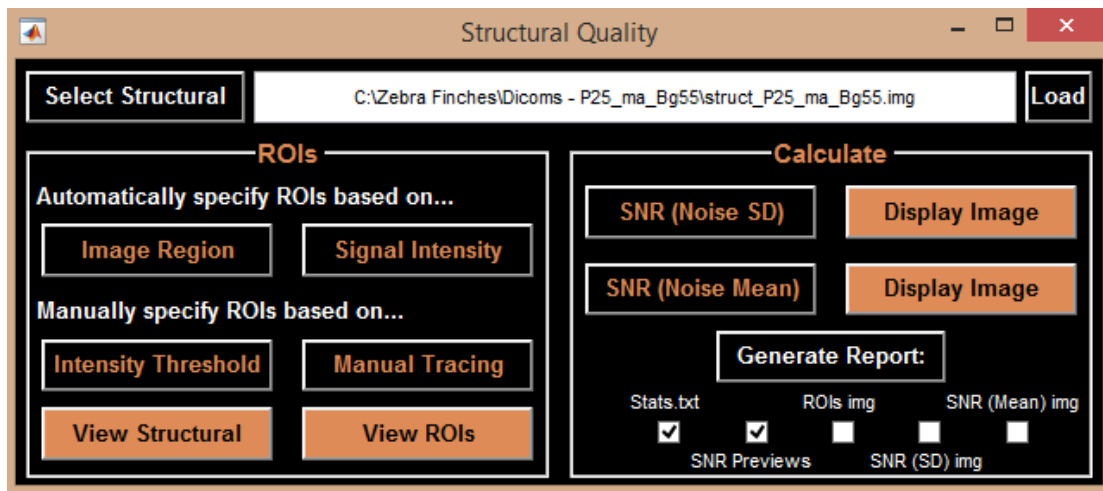 Structural Quality
Select Structural
C:\Zebra Finches\Dicoms - P25_ma_Bg55\struct_P25_ma_Bg55.img
Load
ROIs
Automatically specify ROIs based on...
Image Region
Signal Intensity
Manually specify ROIs based on...
Intensity Threshold
Manual Tracing
View Structural
View ROIs
Calculate
SNR (Noise SD)
Display Image
SNR (Noise Mean)
Display Image
Generate Report:
Stats.txt
ROIs img
SNR (Mean) img
SNR Previews
SNR (SD) img